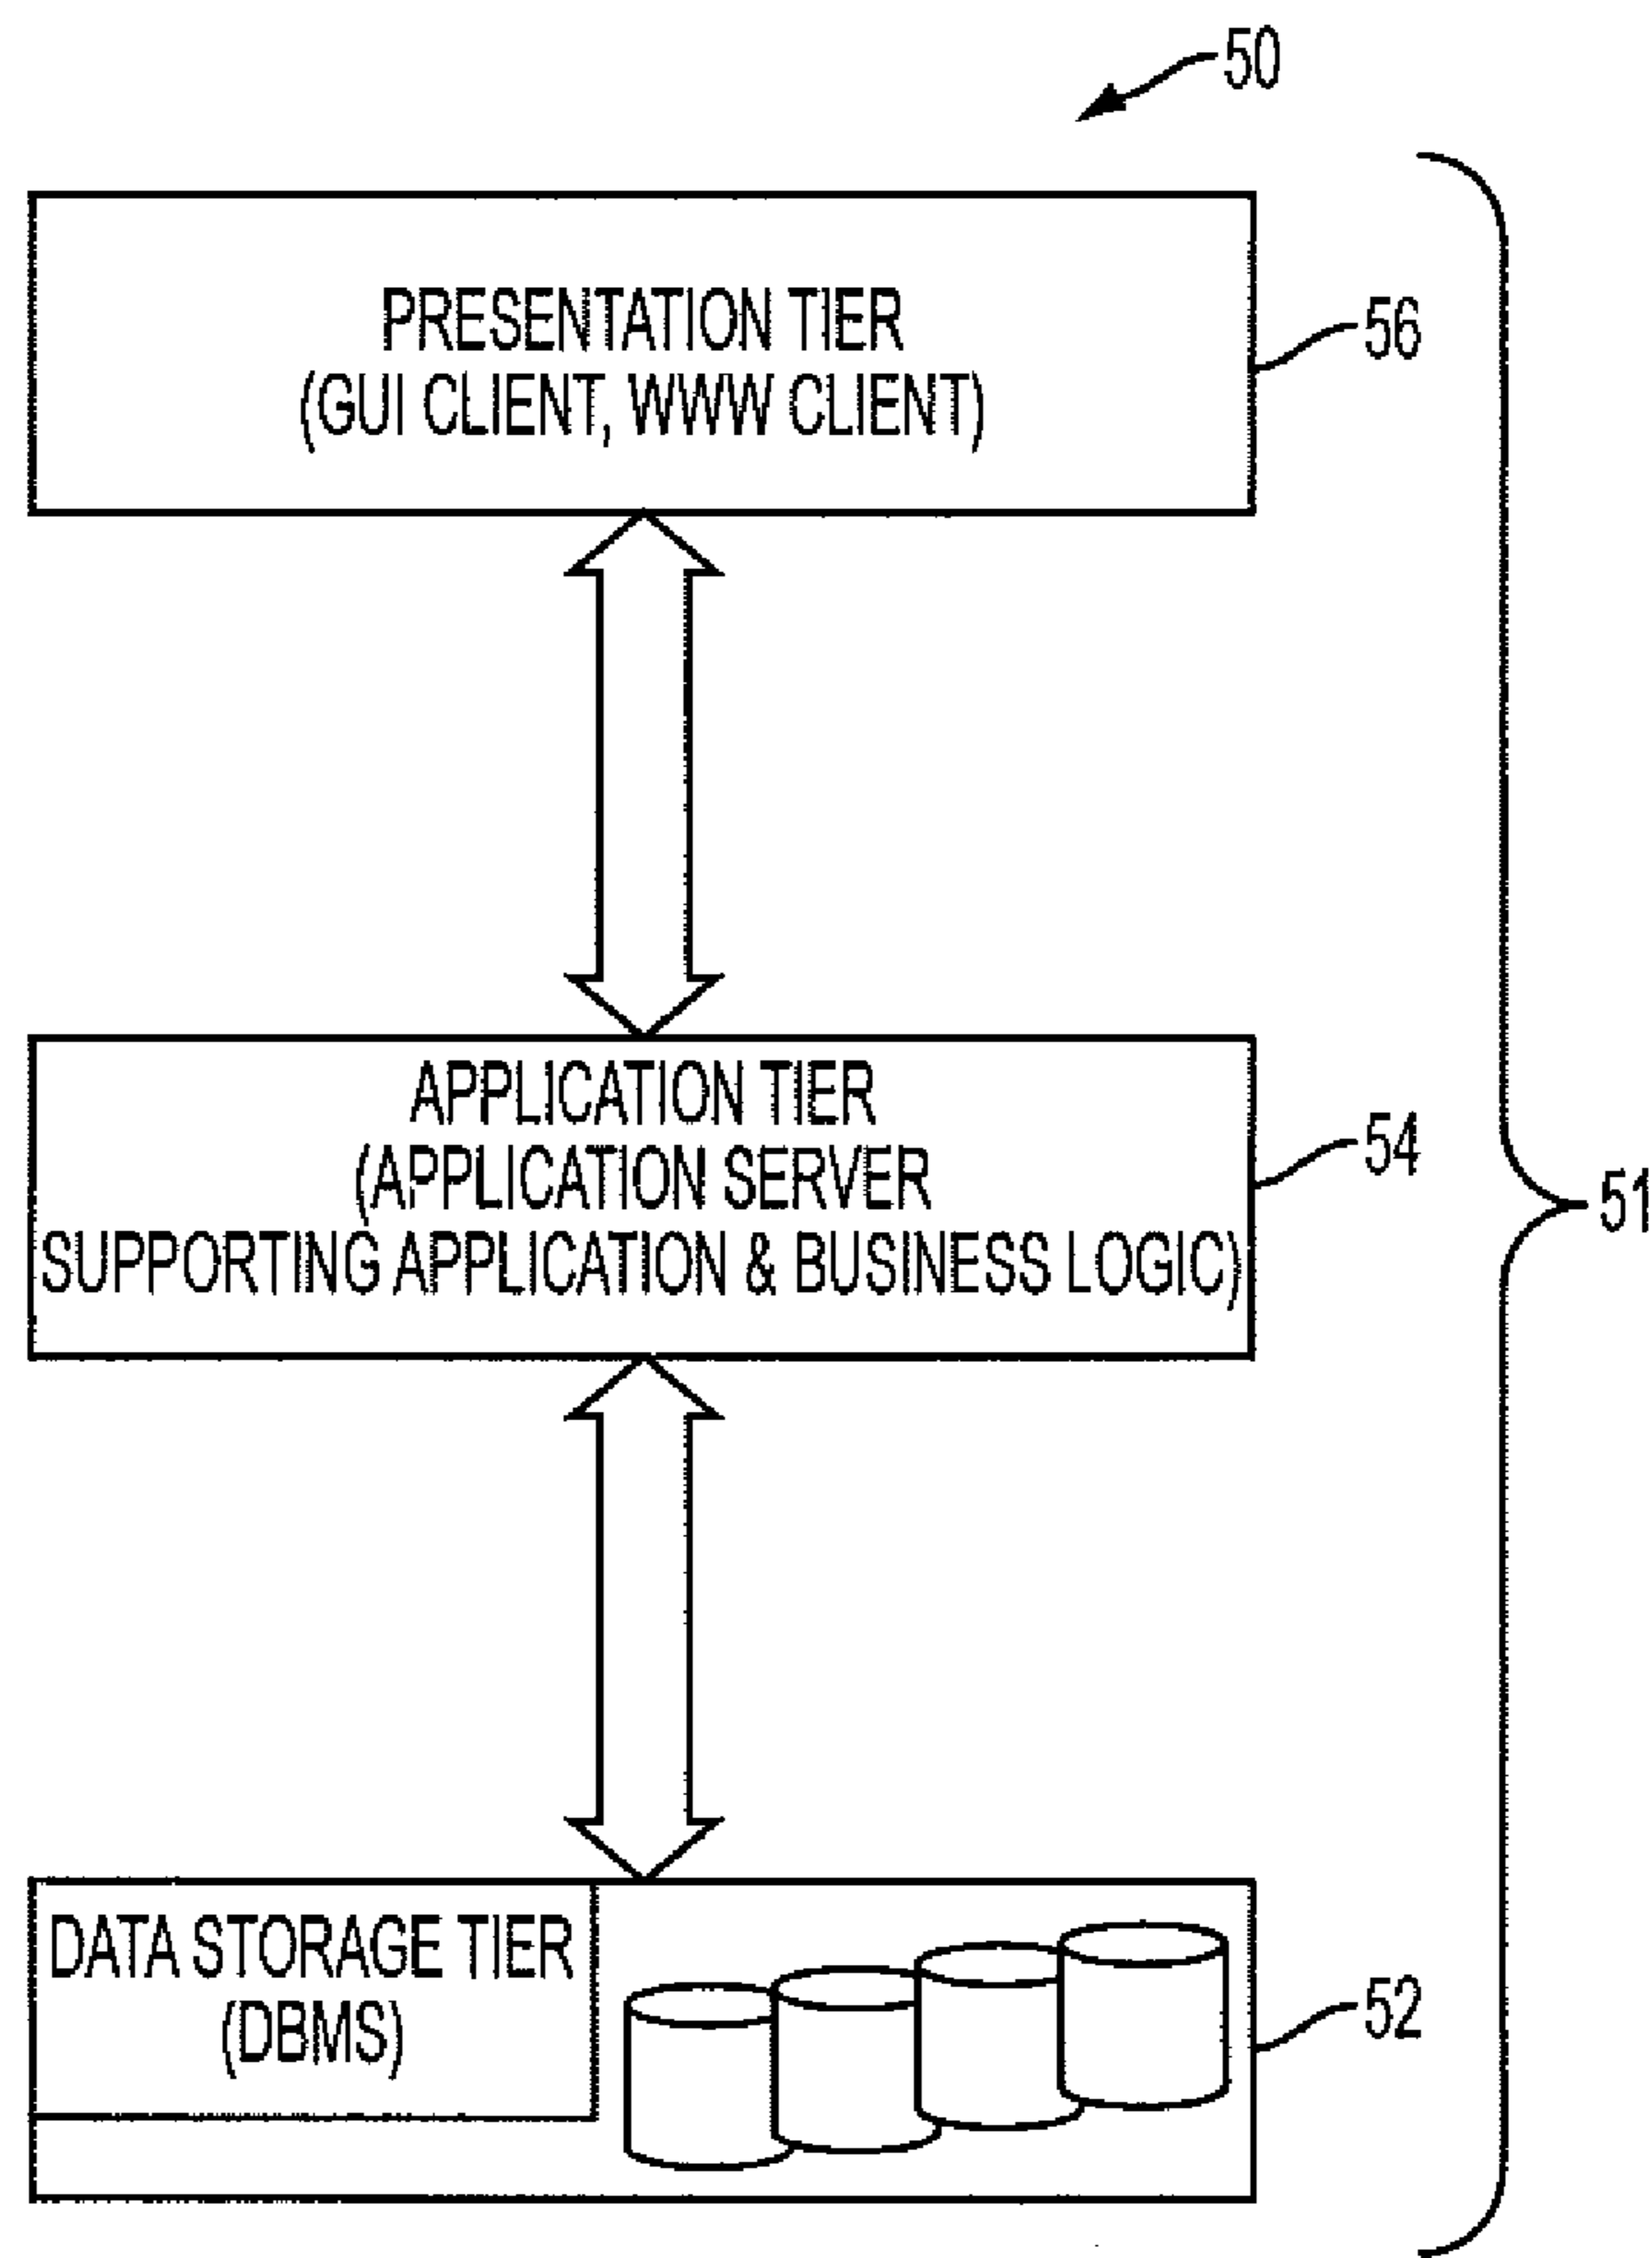 50
PRESENTATION TIER
(GUI CLIENT, WWW CLIENT)
56
APPLICATION TIER
(APPLICATION SERVER
SUPPORTING APPLICATION & BUSINESS LOGIC)
54
51
DATA STORAGE TIER
(DBMS)
52